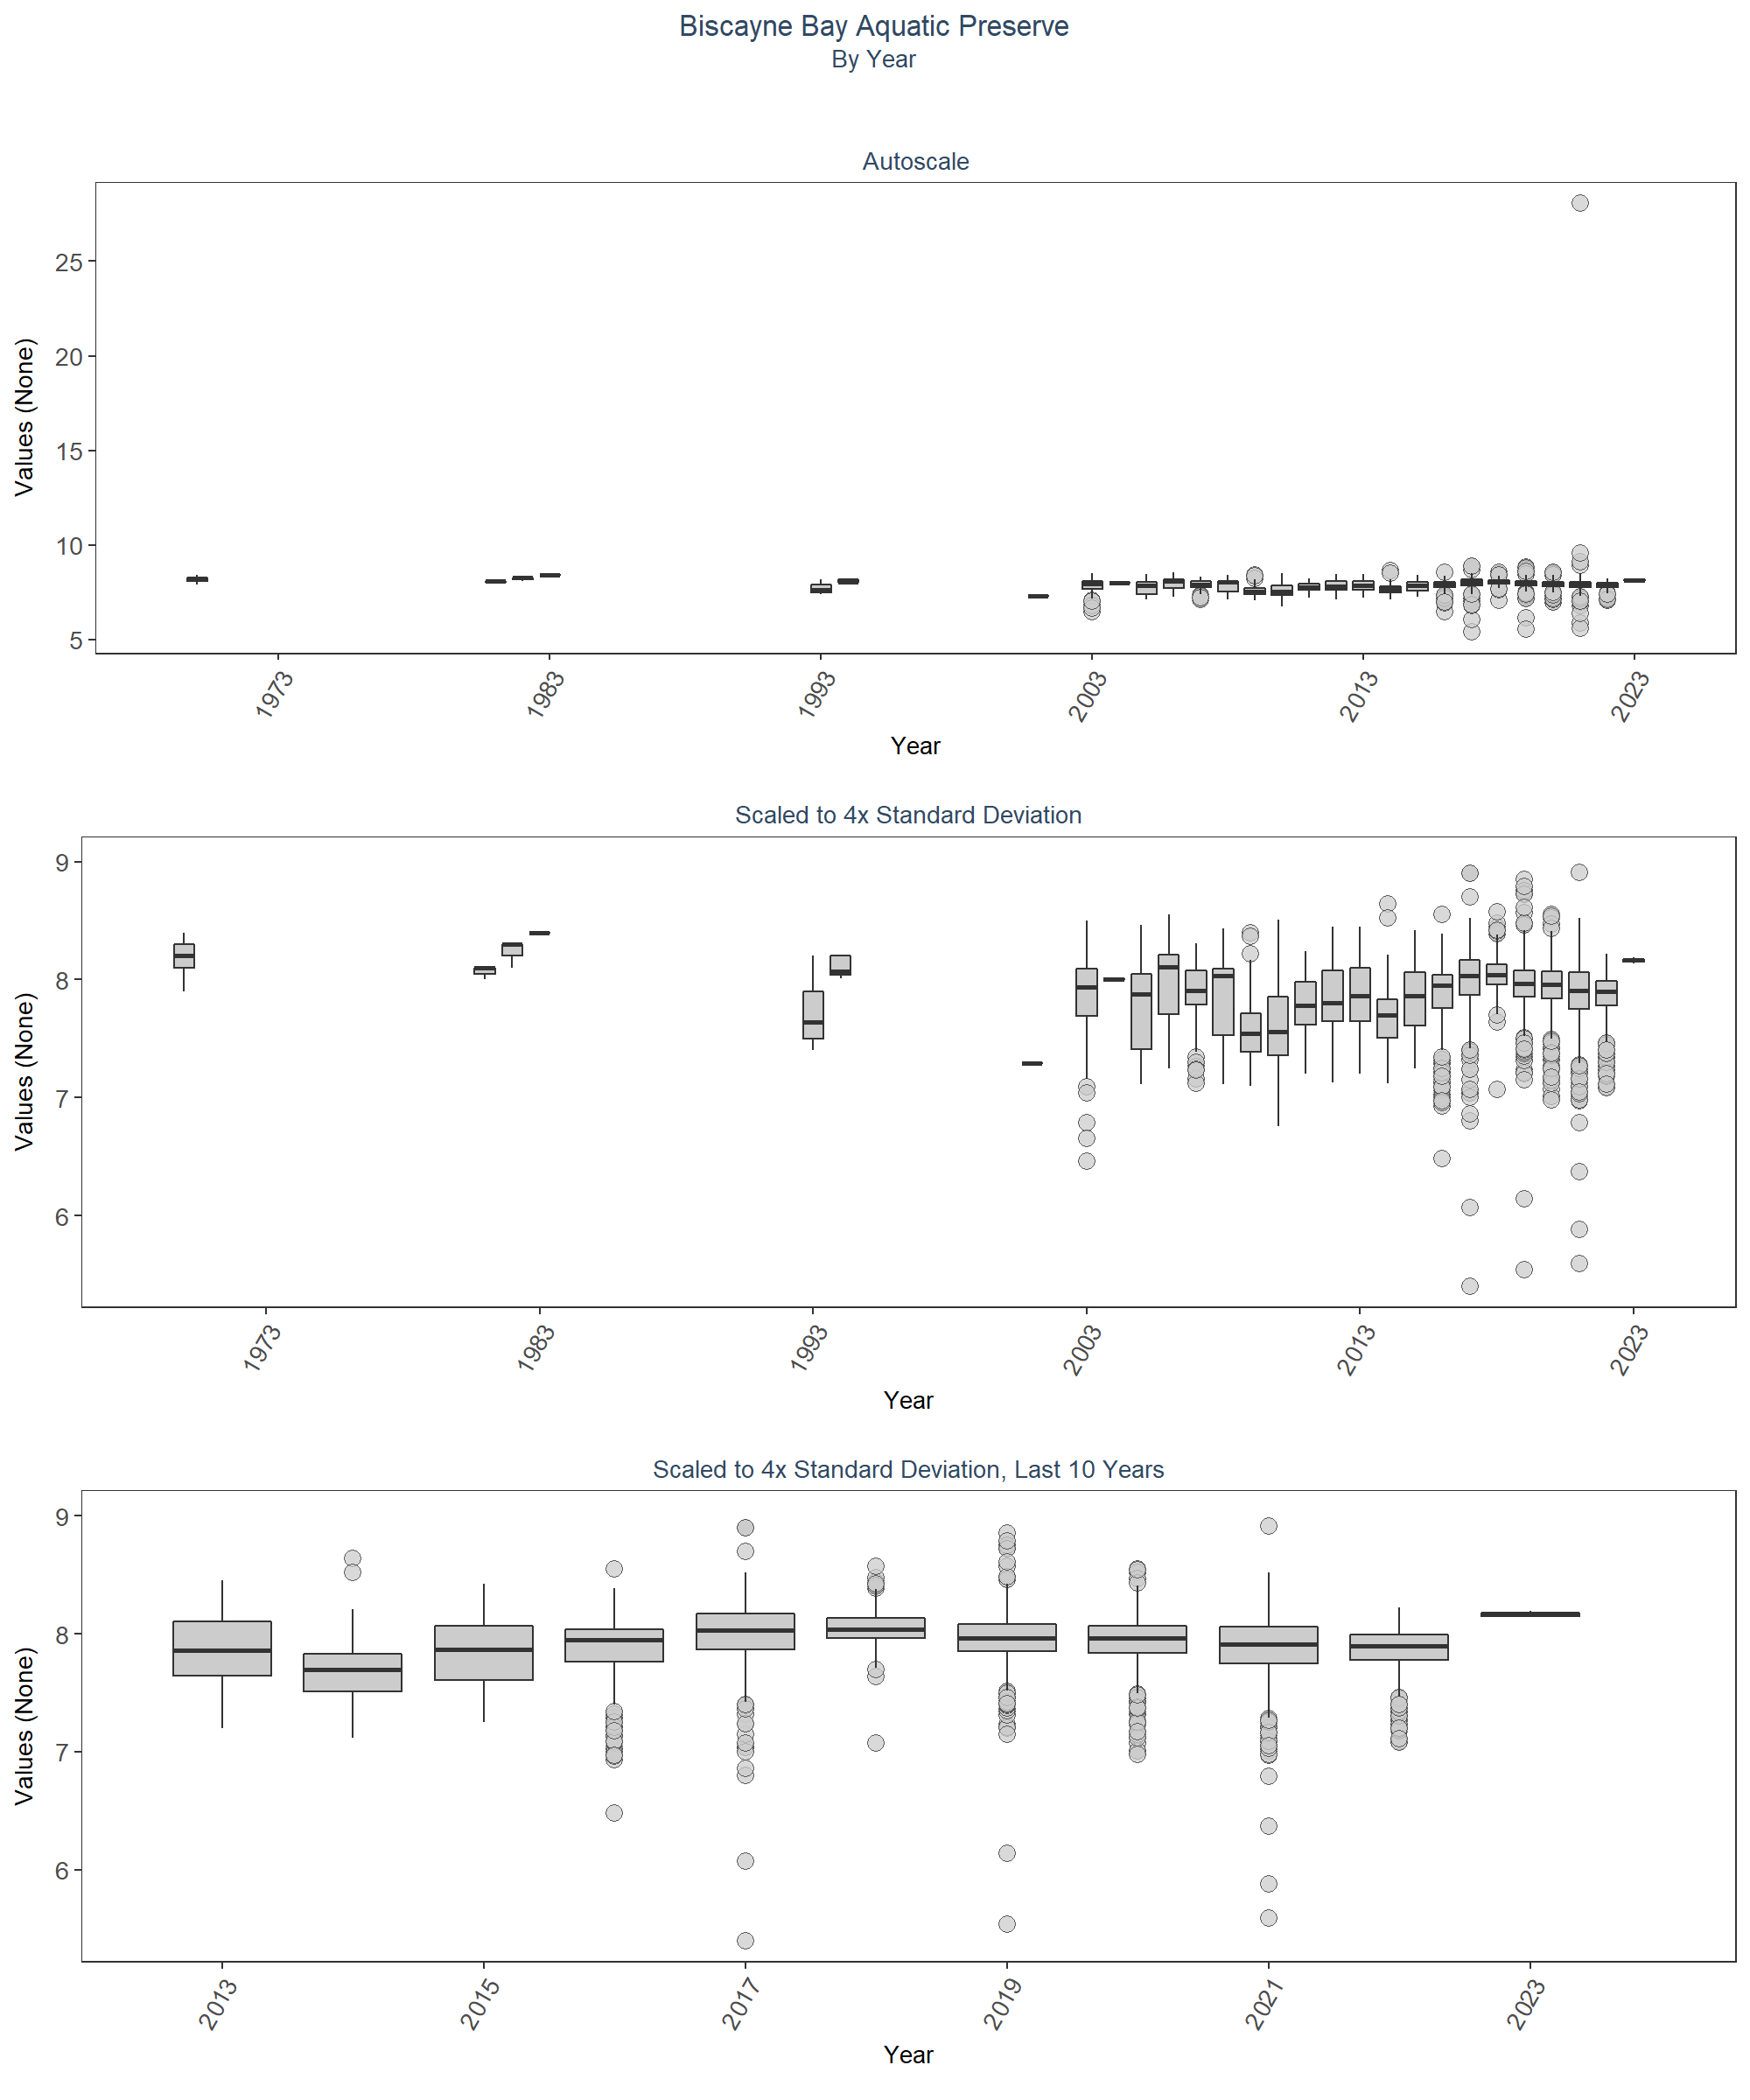 Biscayne Bay Aquatic Preserve
By Year
Autoscale
Values (None)
25
20
15
10
5
1973
1983
1993
2003
2013
2023
Year
Scaled to 4x Standard Deviation
Values (None)
9
8
7
6
1973
1983
1993
2003
2013
2023
Year
Scaled to 4x Standard Deviation, Last 10 Years
Values (None)
9
8
7
6
2013
2015
2017
2019
2021
2023
Year